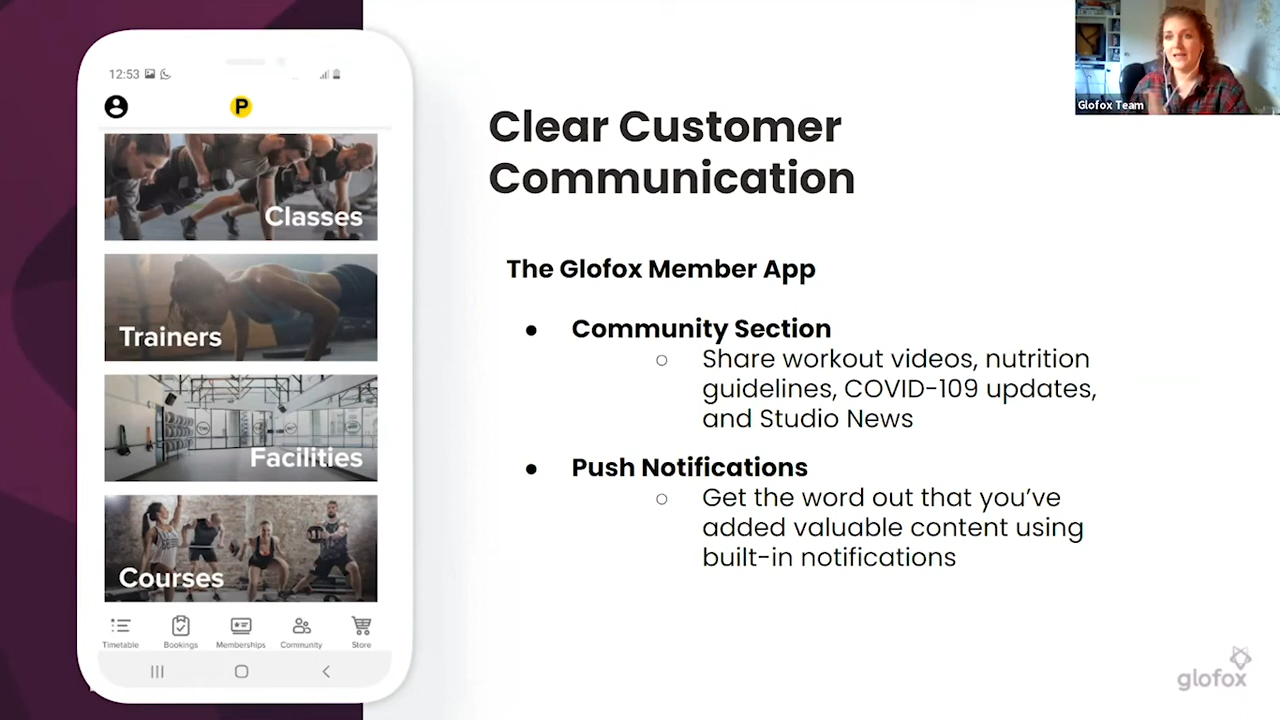 12:53
P
Classes
Trainers
Facilities
Courses
Timetable
Bookings
Memberships
Community
Store
Clear Customer
Communication
The Glofox Member App
Community Section
Share workout videos, nutrition
guidelines, COVID-109 updates,
and Studio News
Push Notifications
Get the word out that you've
added valuable content using
built-in notifications
Glofox Team
glofox